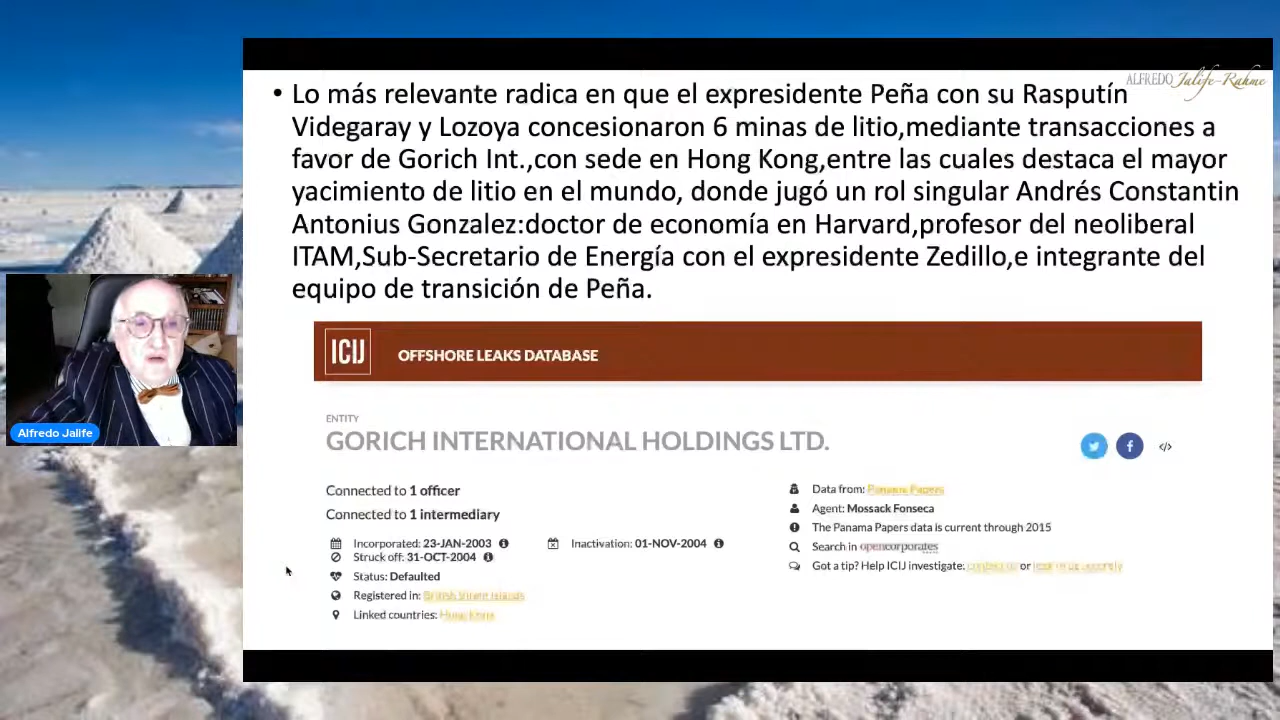 ALFREDO Jalife-Rahme
• Lo más relevante radica en que el expresidente Peña con su Rasputín
Videgaray y Lozoya concesionaron 6 minas de litio,mediante transacciones a
favor de Gorich Int.,con sede en Hong Kong,entre las cuales destaca el mayor
yacimiento de litio en el mundo, donde jugó un rol singular Andrés Constantin
Antonius Gonzalez:doctor de economía en Harvard,profesor del neoliberal
ITAM,Sub-Secretario de Energía con el expresidente Zedillo,e integrante del
equipo de transición de Peña.
ICIJ OFFSHORE LEAKS DATABASE
ENTITY
GORICH INTERNATIONAL HOLDINGS LTD.
Connected to 1 officer
Connected to 1 intermediary
Incorporated: 23-JAN-2003
Struck off: 31-OCT-2004
Inactivation: 01-NOV-2004
Status: Defaulted
Registered in: British Virgin Islands
Linked countries: Hong Kong
Data from: Panama Papers
Agent: Mossack Fonseca
The Panama Papers data is current through 2015
Search in opencorporates
Got a tip? Help ICIJ investigate: contact us or
Alfredo Jalife